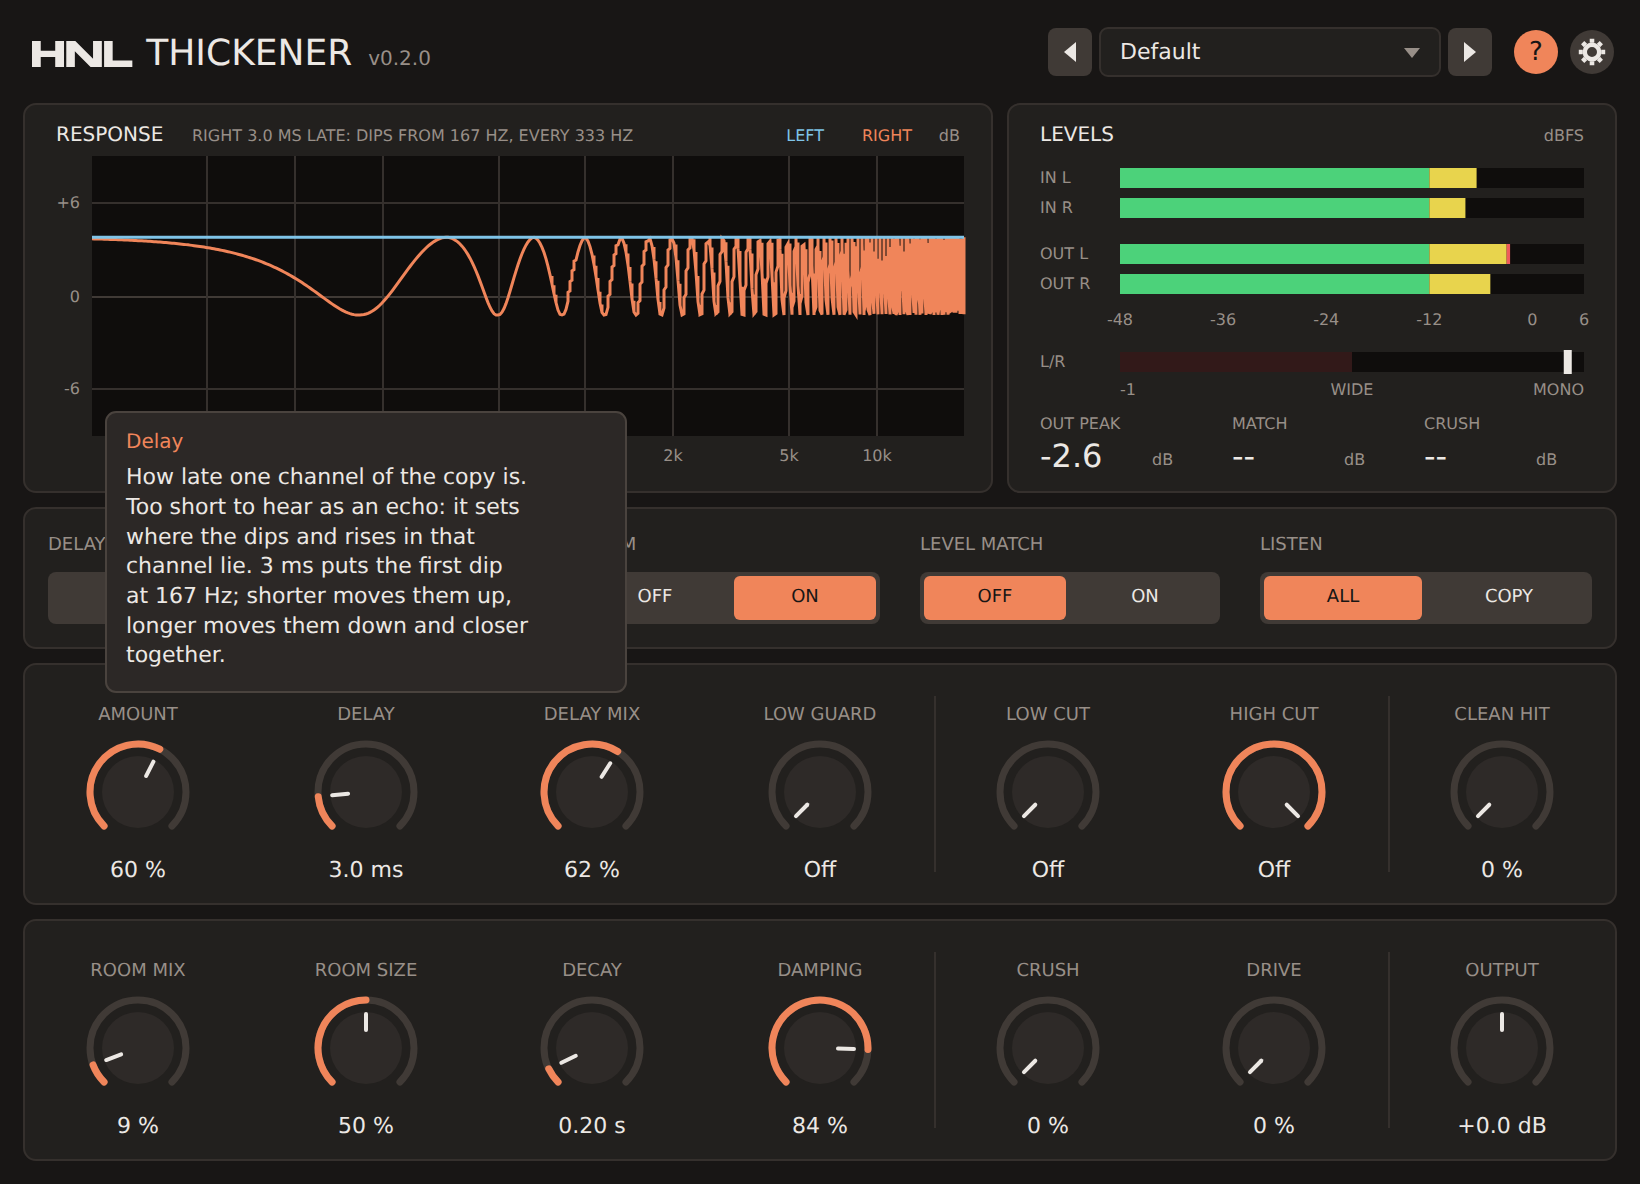 HNL THICKENER v0.2.0
Default
?
RESPONSE RIGHT 3.0 MS LATE: DIPS FROM 167 HZ, EVERY 333 HZ LEFT RIGHT dB
+6
0
-6
2k 5k 10k
LEVELS dBFS
IN L
IN R
OUT L
OUT R
-48 -36 -24 -12 0 6
L/R
-1 WIDE MONO
OUT PEAK MATCH CRUSH
-2.6 dB -- dB -- dB
Delay
How late one channel of the copy is.
Too short to hear as an echo: it sets
where the dips and rises in that
channel lie. 3 ms puts the first dip
at 167 Hz; shorter moves them up,
longer moves them down and closer
together.
DELAY LEVEL MATCH LISTEN
OFF ON OFF ON ALL COPY
AMOUNT DELAY DELAY MIX LOW GUARD LOW CUT HIGH CUT CLEAN HIT
60 % 3.0 ms 62 % Off Off Off 0 %
ROOM MIX ROOM SIZE DECAY DAMPING CRUSH DRIVE OUTPUT
9 % 50 % 0.20 s 84 % 0 % 0 % +0.0 dB